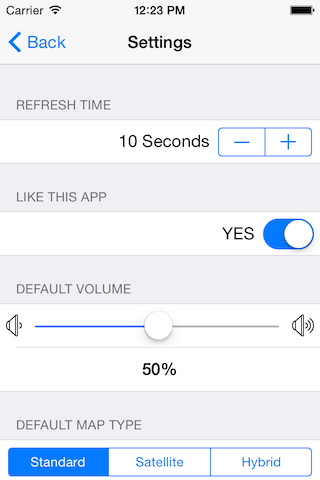 Carrier 12:23 PM
Back Settings
REFRESH TIME
10 Seconds − +
LIKE THIS APP
YES
DEFAULT VOLUME
50%
DEFAULT MAP TYPE
Standard Satellite Hybrid